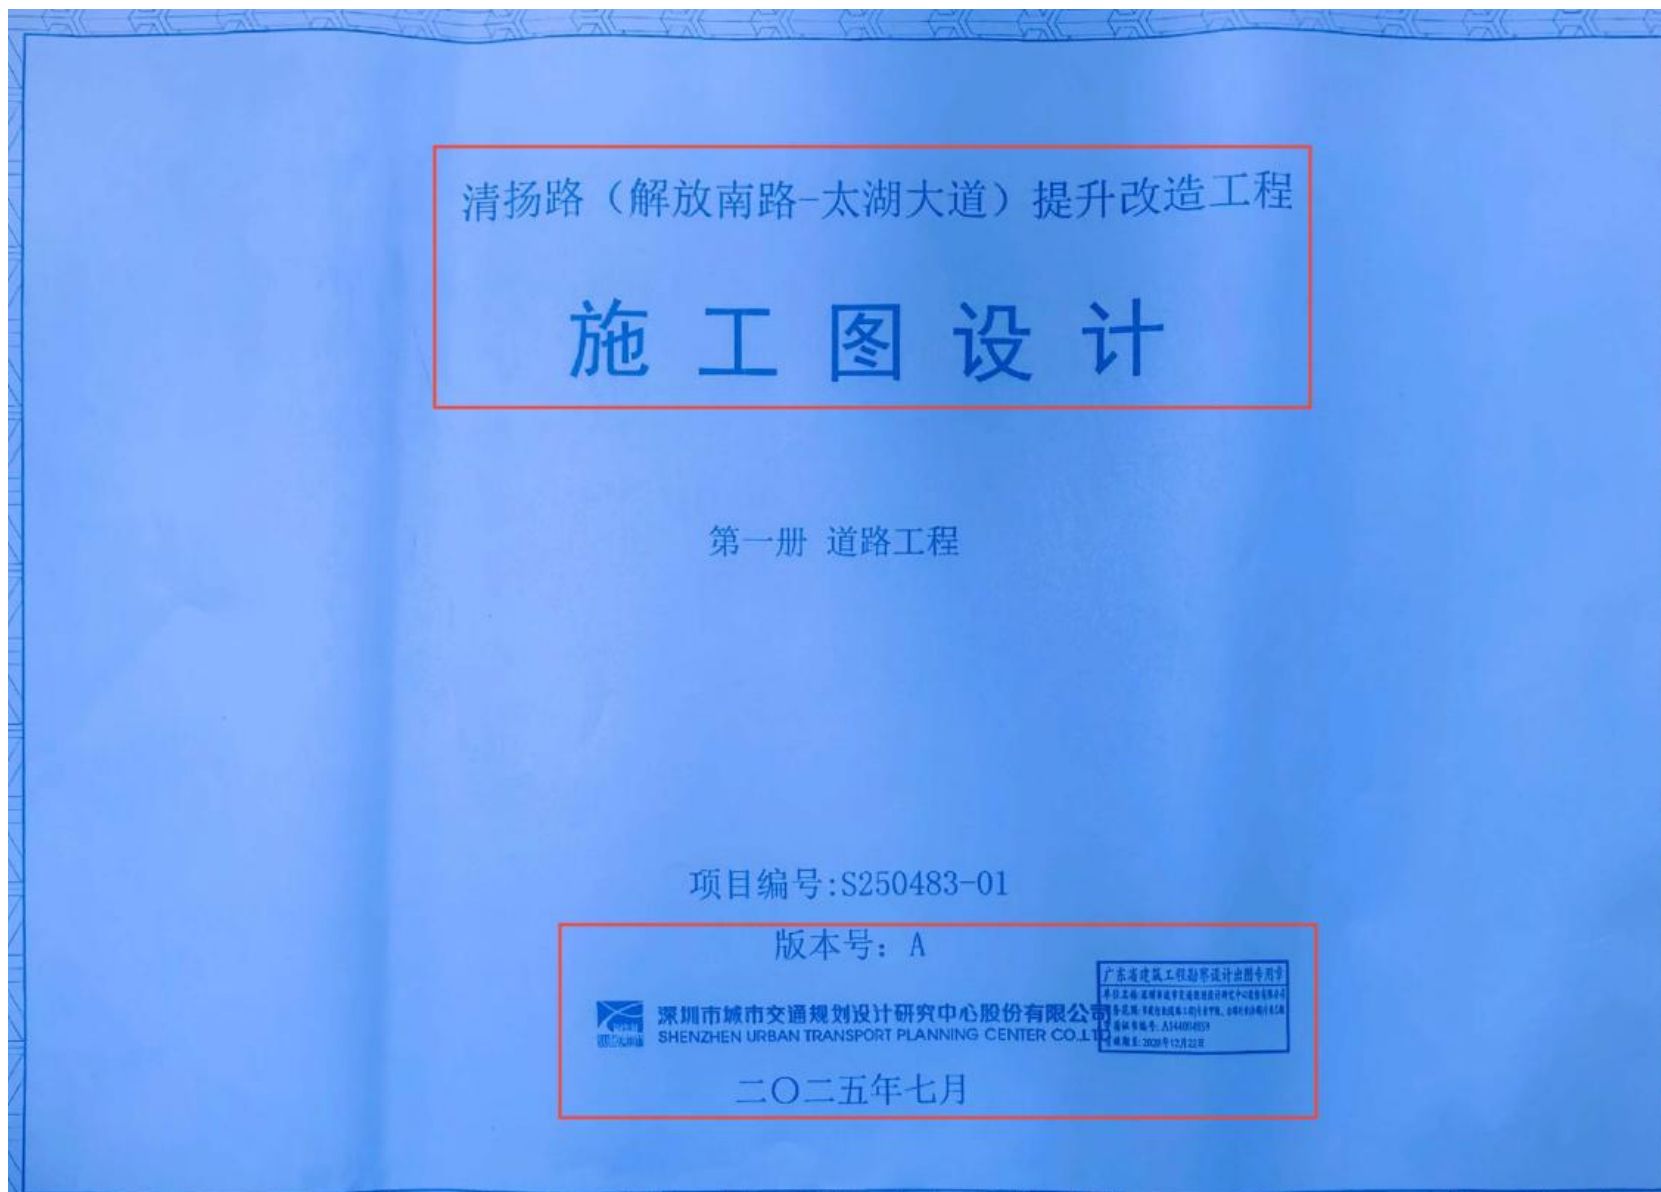 清扬路（解放南路-太湖大道）提升改造工程
施工图设计
第一册 道路工程
项目编号:S250483-01
版本号：A
深圳市城市交通规划设计研究中心股份有限公司
SHENZHEN URBAN TRANSPORT PLANNING CENTER CO.,LTD
广东省建筑工程勘察设计出图专用章
二〇二五年七月